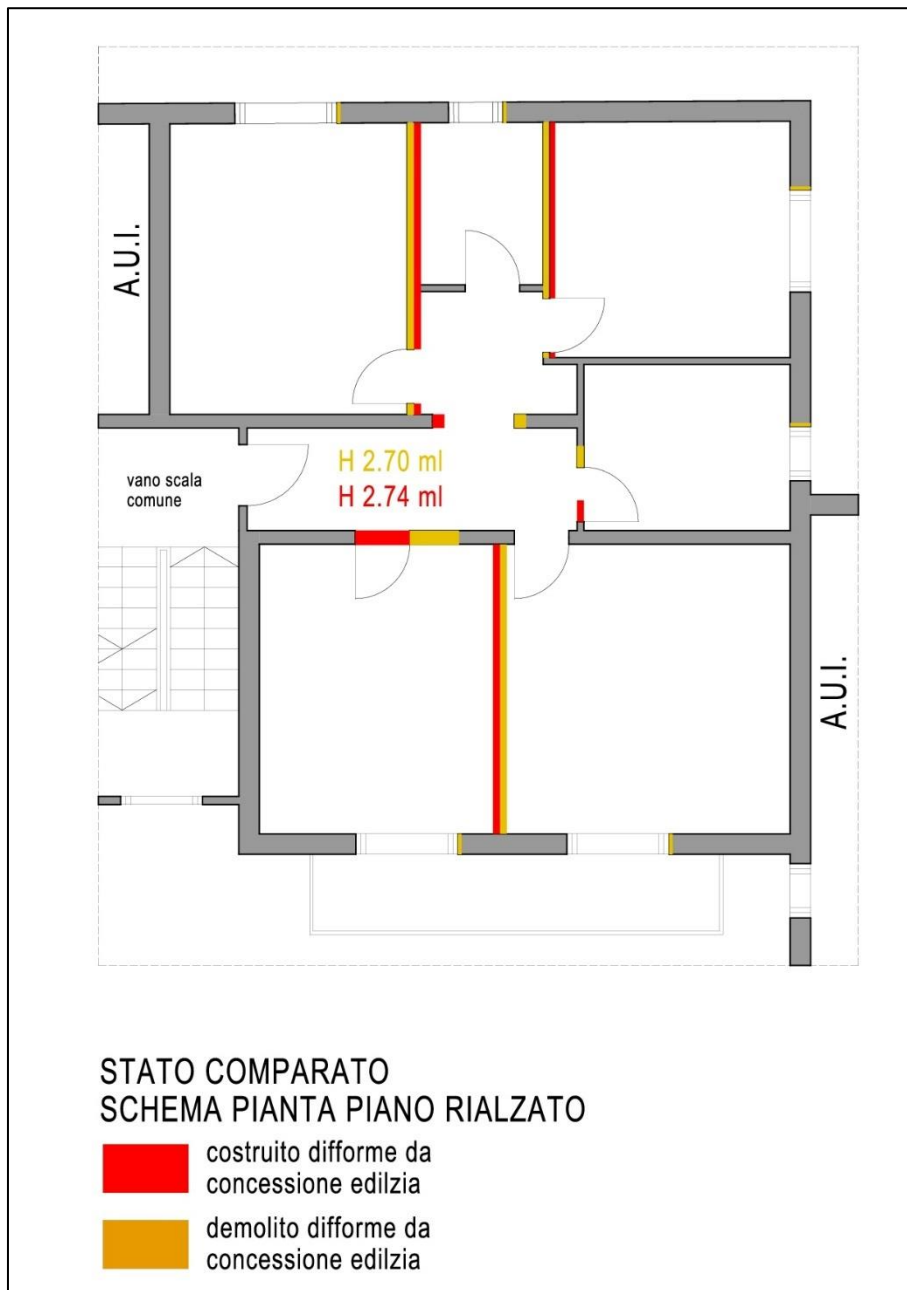 A.U.I.
vano scala
comune
H 2.70 ml
H 2.74 ml
A.U.I.
STATO COMPARATO
SCHEMA PIANTA PIANO RIALZATO
costruito difforme da
concessione edilzia
demolito difforme da
concessione edilzia